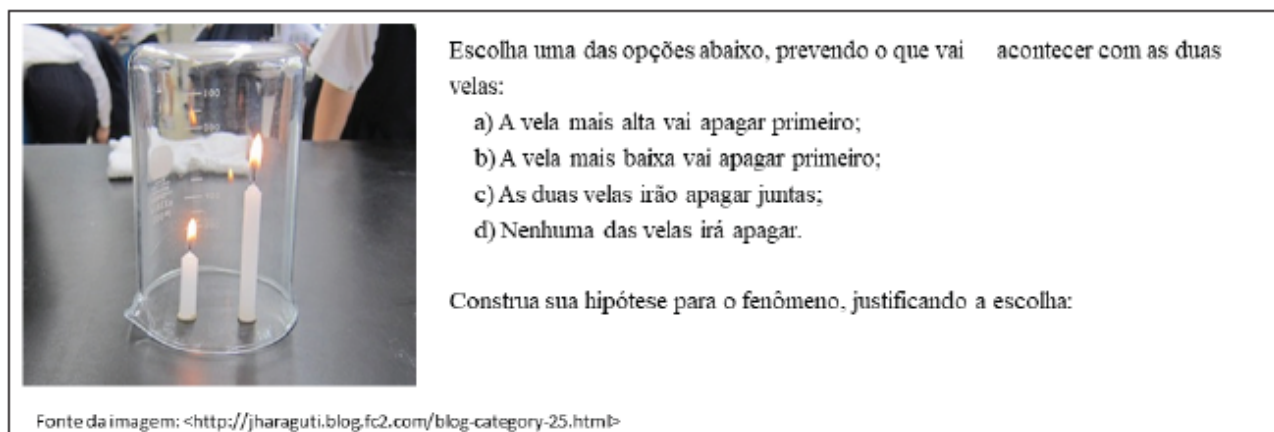 Escolha uma das opções abaixo, prevendo o que vai acontecer com as duas
velas:
a) A vela mais alta vai apagar primeiro;
b) A vela mais baixa vai apagar primeiro;
c) As duas velas irão apagar juntas;
d) Nenhuma das velas irá apagar.
Construa sua hipótese para o fenômeno, justificando a escolha:
Fonte da imagem: <http://jharaguti.blog.fc2.com/blog-category-25.html>